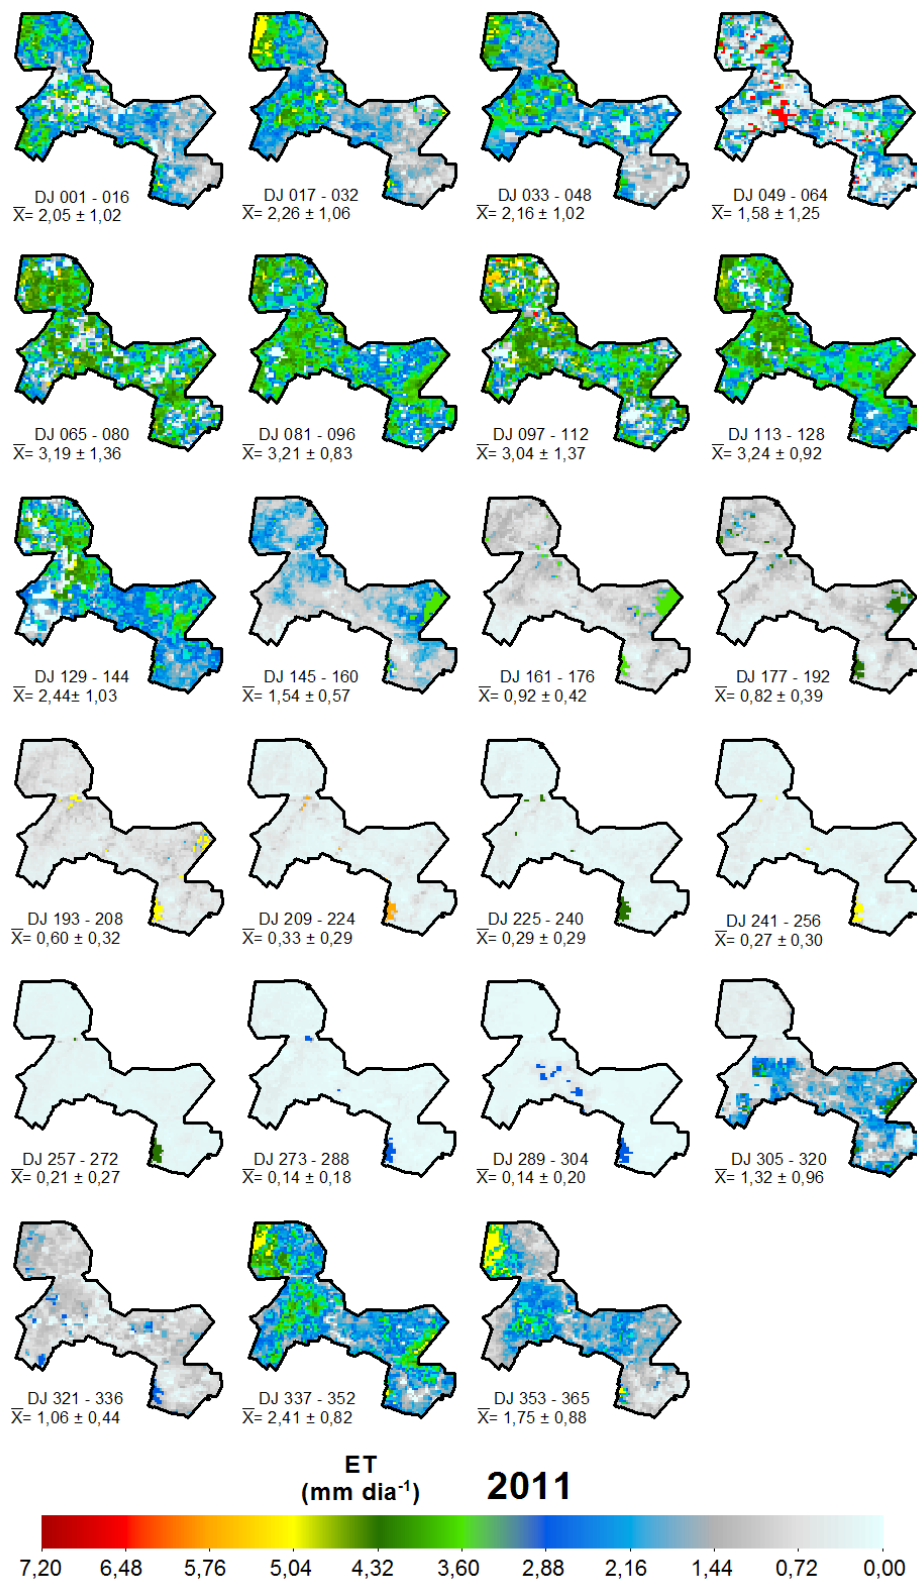 DJ 001 - 016
X̅= 2,05 ± 1,02
DJ 017 - 032
X̅= 2,26 ± 1,06
DJ 033 - 048
X̅= 2,16 ± 1,02
DJ 049 - 064
X̅= 1,58 ± 1,25
DJ 065 - 080
X̅= 3,19 ± 1,36
DJ 081 - 096
X̅= 3,21 ± 0,83
DJ 097 - 112
X̅= 3,04 ± 1,37
DJ 113 - 128
X̅= 3,24 ± 0,92
DJ 129 - 144
X̅= 2,44± 1,03
DJ 145 - 160
X̅= 1,54 ± 0,57
DJ 161 - 176
X̅= 0,92 ± 0,42
DJ 177 - 192
X̅= 0,82 ± 0,39
DJ 193 - 208
X̅= 0,60 ± 0,32
DJ 209 - 224
X̅= 0,33 ± 0,29
DJ 225 - 240
X̅= 0,29 ± 0,29
DJ 241 - 256
X̅= 0,27 ± 0,30
DJ 257 - 272
X̅= 0,21 ± 0,27
DJ 273 - 288
X̅= 0,14 ± 0,18
DJ 289 - 304
X̅= 0,14 ± 0,20
DJ 305 - 320
X̅= 1,32 ± 0,96
DJ 321 - 336
X̅= 1,06 ± 0,44
DJ 337 - 352
X̅= 2,41 ± 0,82
DJ 353 - 365
X̅= 1,75 ± 0,88
ET
(mm dia⁻¹) 2011
7,20 6,48 5,76 5,04 4,32 3,60 2,88 2,16 1,44 0,72 0,00